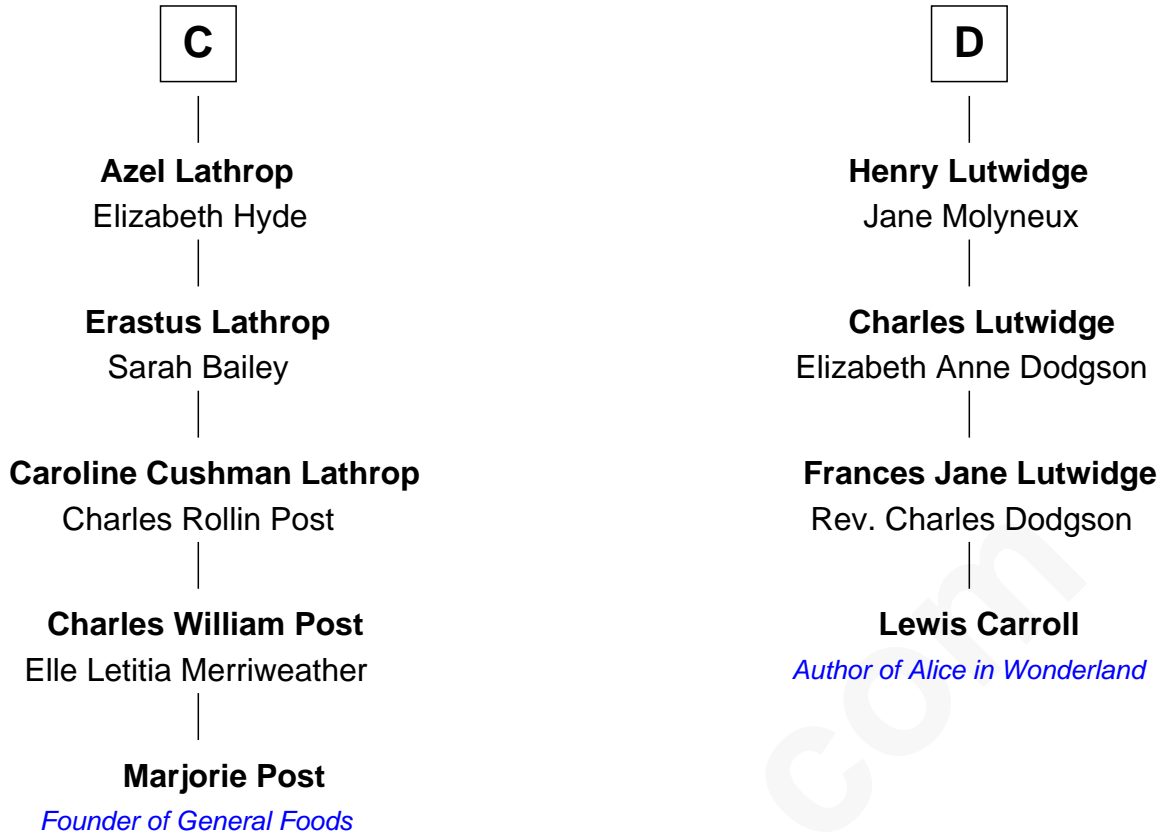 C
Azel Lathrop
Elizabeth Hyde
Erastus Lathrop
Sarah Bailey
Caroline Cushman Lathrop
Charles Rollin Post
Charles William Post
Elle Letitia Merriweather
Marjorie Post
Founder of General Foods
D
Henry Lutwidge
Jane Molyneux
Charles Lutwidge
Elizabeth Anne Dodgson
Frances Jane Lutwidge
Rev. Charles Dodgson
Lewis Carroll
Author of Alice in Wonderland
com